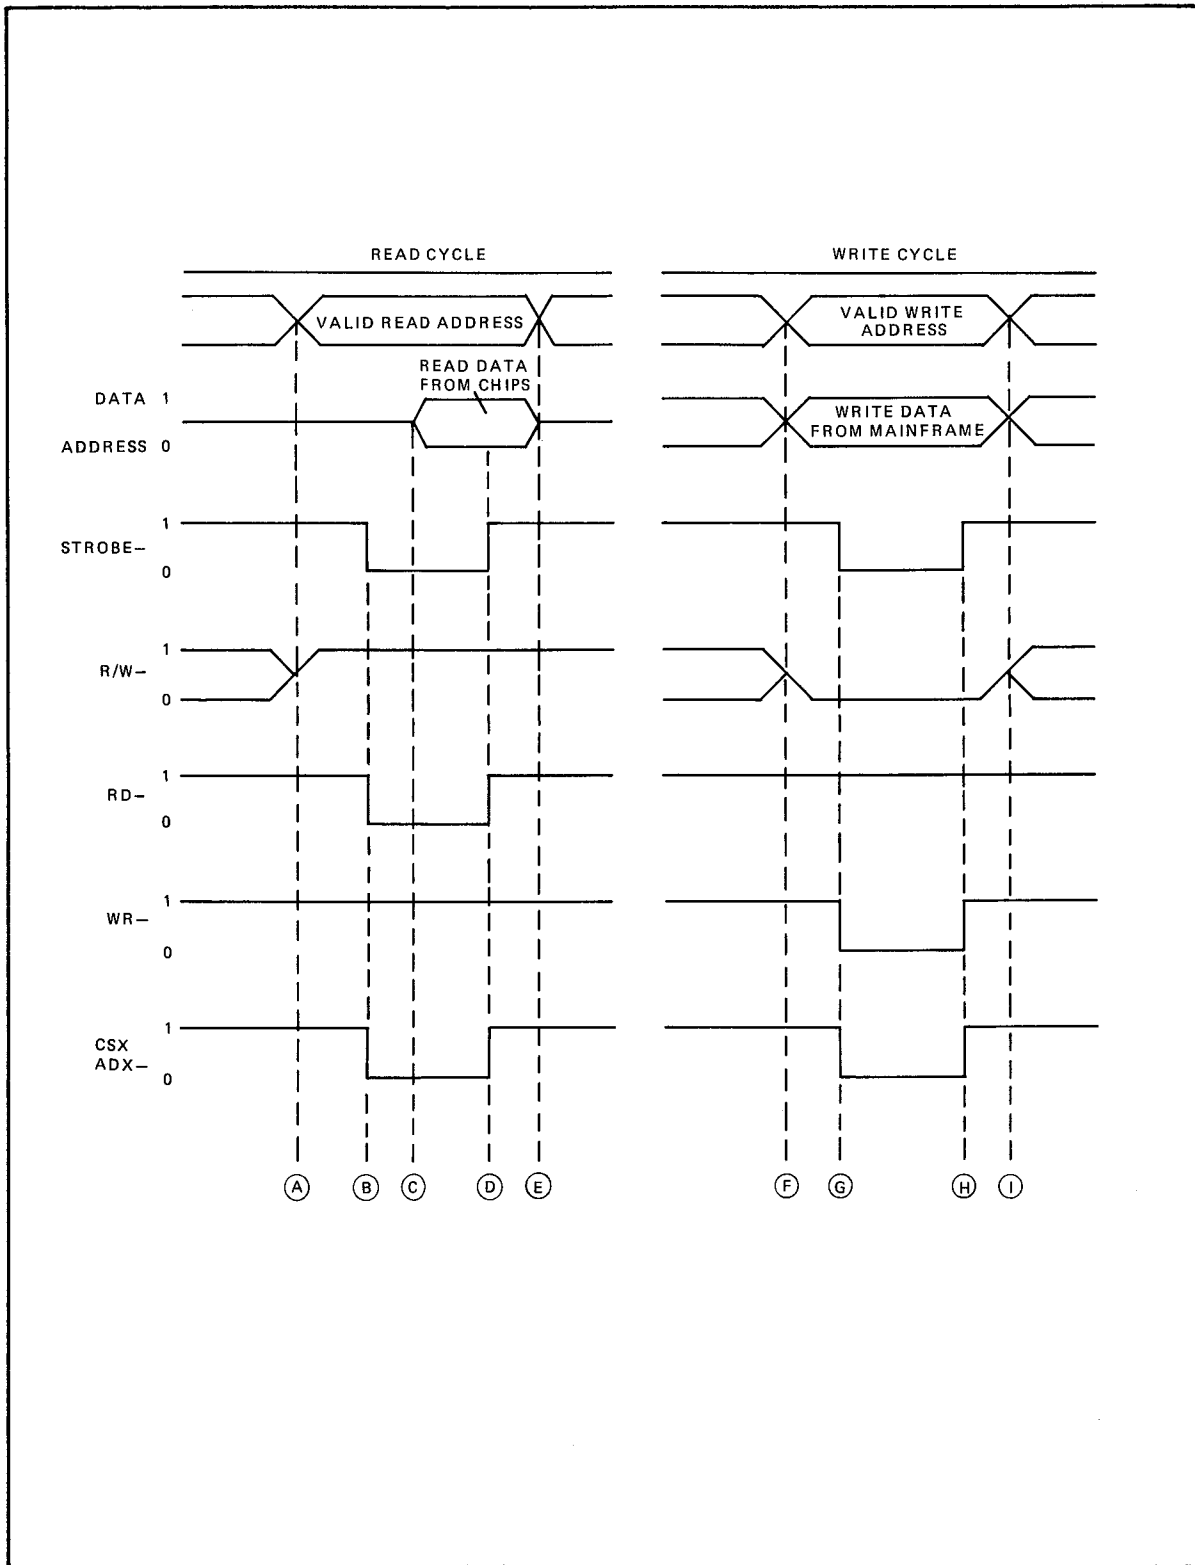 READ CYCLE
WRITE CYCLE
VALID READ ADDRESS
VALID WRITE
ADDRESS
READ DATA
FROM CHIPS
DATA 1
ADDRESS 0
WRITE DATA
FROM MAINFRAME
1
STROBE–
0
1
R/W–
0
1
RD–
0
1
WR–
0
1
CSX
ADX–
0
A B C D E F G H I